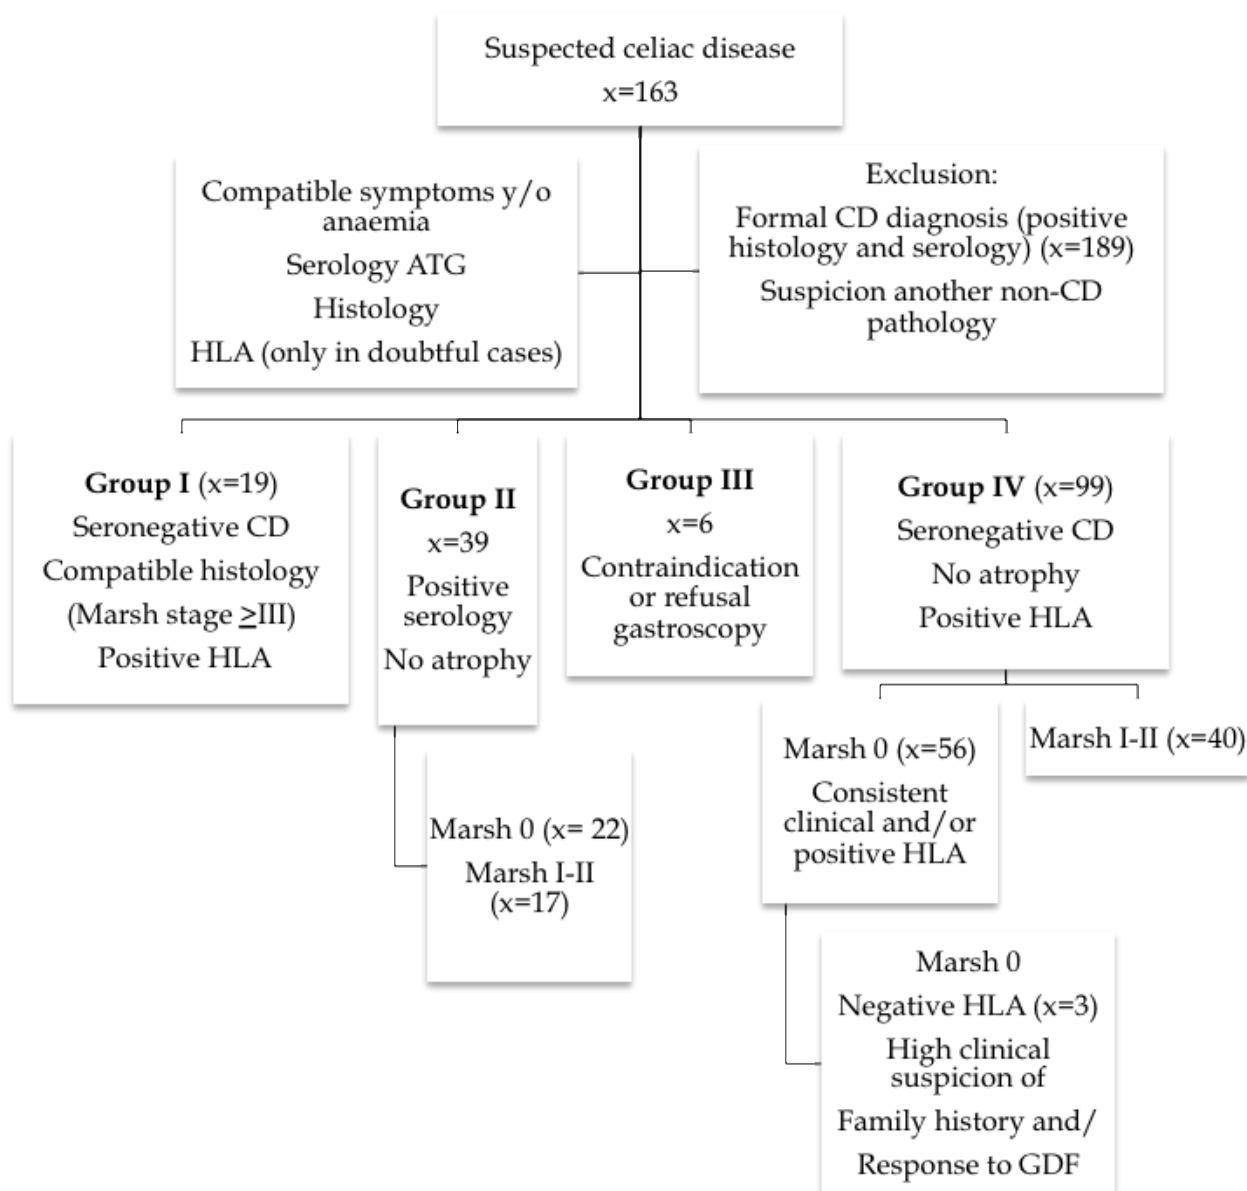 Suspected celiac disease
x=163
Compatible symptoms y/o
anaemia
Serology ATG
Histology
HLA (only in doubtful cases)
Exclusion:
Formal CD diagnosis (positive
histology and serology) (x=189)
Suspicion another non-CD
pathology
Group I (x=19)
Seronegative CD
Compatible histology
(Marsh stage ≥III)
Positive HLA
Group II
x=39
Positive
serology
No atrophy
Group III
x=6
Contraindication
or refusal
gastroscopy
Group IV (x=99)
Seronegative CD
No atrophy
Positive HLA
Marsh 0 (x= 22)
Marsh I-II
(x=17)
Marsh 0 (x=56)
Consistent
clinical and/or
positive HLA
Marsh I-II (x=40)
Marsh 0
Negative HLA (x=3)
High clinical
suspicion of
Family history and/
Response to GDF